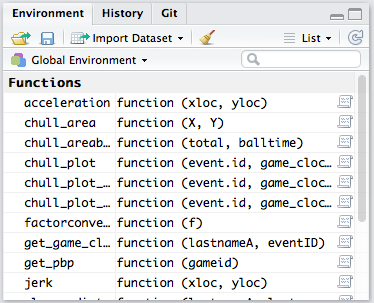 Environment History Git
Import Dataset List
Global Environment
Functions
acceleration function (xloc, yloc)
chull_area function (X, Y)
chull_areab… function (total, balltime)
chull_plot function (event.id, game_cloc…
chull_plot_… function (event.id, game_cloc…
chull_plot_… function (event.id, game_cloc…
factorconve… function (f)
get_game_cl… function (lastnameA, eventID)
get_pbp function (gameid)
jerk function (xloc, yloc)